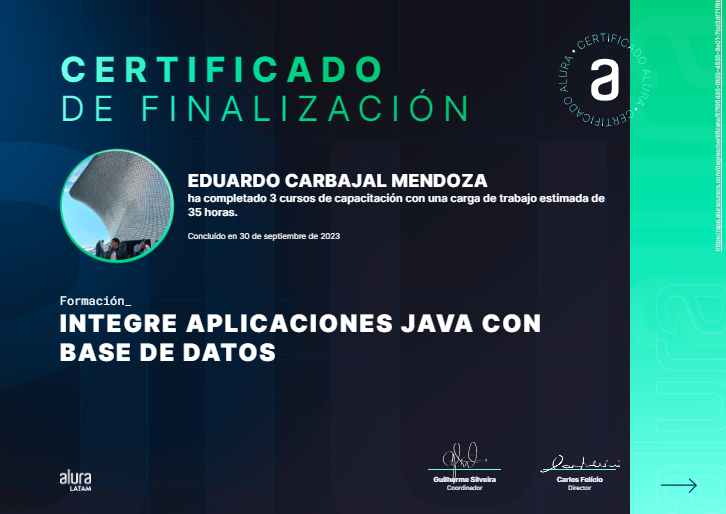 CERTIFICADO
DE FINALIZACIÓN
ALURA • CERTIFICADO ALURA • CERTIFICADO
a
EDUARDO CARBAJAL MENDOZA
ha completado 3 cursos de capacitación con una carga de trabajo estimada de
35 horas.
Concluído en 30 de septiembre de 2023
Formación_
INTEGRE APLICACIONES JAVA CON
BASE DE DATOS
alura
LATAM
Guilherme Silveira
Coordinador
Carlos Felício
Director
alura